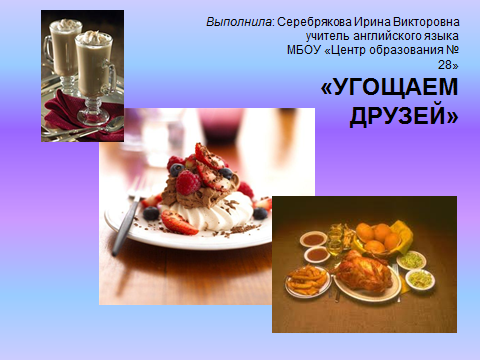 Выполнила: Серебрякова Ирина Викторовна
учитель английского языка
МБОУ «Центр образования №
28»
«УГОЩАЕМ
ДРУЗЕЙ»